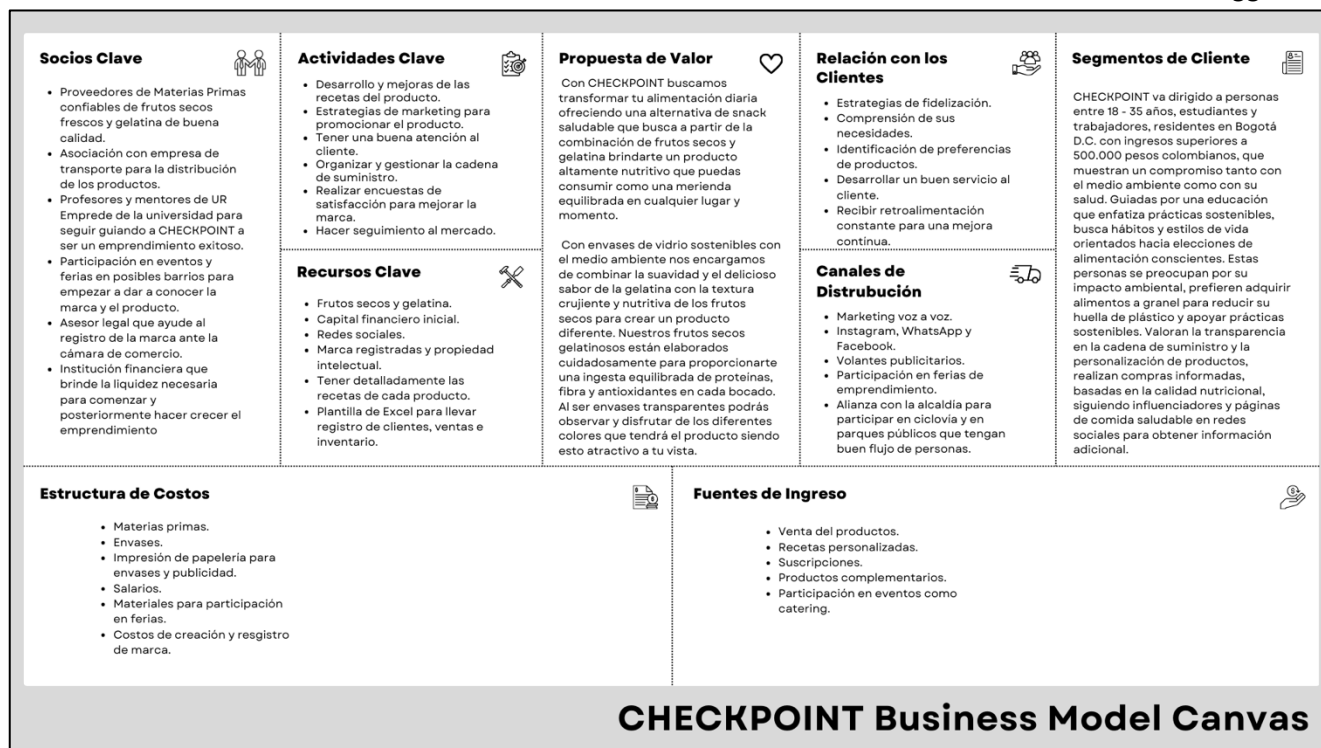 Socios Clave
• Proveedores de Materias Primas
confiables de frutos secos
frescos y gelatina de buena
calidad.
• Asociación con empresa de
transporte para la distribución
de los productos.
• Profesores y mentores de UR
Emprede de la universidad para
seguir guiando a CHECKPOINT a
ser un emprendimiento exitoso.
• Participación en eventos y
ferias en posibles barrios para
empezar a dar a conocer la
marca y el producto.
• Asesor legal que ayude al
registro de la marca ante la
cámara de comercio.
• Institución financiera que
brinde la liquidez necesaria
para comenzar y
posteriormente hacer crecer el
emprendimiento
Actividades Clave
• Desarrollo y mejoras de las
recetas del producto.
• Estrategias de marketing para
promocionar el producto.
• Tener una buena atención al
cliente.
• Organizar y gestionar la cadena
de suministro.
• Realizar encuestas de
satisfacción para mejorar la
marca.
• Hacer seguimiento al mercado.
Recursos Clave
• Frutos secos y gelatina.
• Capital financiero inicial.
• Redes sociales.
• Marca registradas y propiedad
intelectual.
• Tener detalladamente las
recetas de cada producto.
• Plantilla de Excel para llevar
registro de clientes, ventas e
inventario.
Propuesta de Valor
Con CHECKPOINT buscamos
transformar tu alimentación diaria
ofreciendo una alternativa de snack
saludable que busca a partir de la
combinación de frutos secos y
gelatina brindarte un producto
altamente nutritivo que puedas
consumir como una merienda
equilibrada en cualquier lugar y
momento.
Con envases de vidrio sostenibles con
el medio ambiente nos encargamos
de combinar la suavidad y el delicioso
sabor de la gelatina con la textura
crujiente y nutritiva de los frutos
secos para crear un producto
diferente. Nuestros frutos secos
gelatinosos están elaborados
cuidadosamente para proporcionarte
una ingesta equilibrada de proteinas,
fibra y antioxidantes en cada bocado.
Al ser envases transparentes podrás
observar y disfrutar de los diferentes
colores que tendrá el producto siendo
esto atractivo a tu vista.
Relación con los
Clientes
• Estrategias de fidelización.
• Comprensión de sus
necesidades.
• Identificación de preferencias
de productos.
• Desarrollar un buen servicio al
cliente.
• Recibir retroalimentación
constante para una mejora
continua.
Canales de
Distrubución
• Marketing voz a voz.
• Instagram, WhatsApp y
Facebook.
• Volantes publicitarios.
• Participación en ferias de
emprendimiento.
• Alianza con la alcaldía para
participar en ciclovia y en
parques públicos que tengan
buen flujo de personas.
Segmentos de Cliente
CHECKPOINT va dirigido a personas
entre 18 - 35 años, estudiantes y
trabajadores, residentes en Bogotá
D.C. con ingresos superiores a
500.000 pesos colombianos, que
muestran un compromiso tanto con
el medio ambiente como con su
salud. Guiadas por una educación
que enfatiza prácticas sostenibles,
busca hábitos y estilos de vida
orientados hacia elecciones de
alimentación conscientes. Estas
personas se preocupan por su
impacto ambiental, prefieren adquirir
alimentos a granel para reducir su
huella de plástico y apoyar prácticas
sostenibles. Valoran la transparencia
en la cadena de suministro y la
personalización de productos,
realizan compras informadas,
basadas en la calidad nutricional,
siguiendo influenciadores y páginas
de comida saludable en redes
sociales para obtener información
adicional.
Estructura de Costos
• Materias primas.
• Envases.
• Impresión de papelería para
envases y publicidad.
• Salarios.
• Materiales para participación
en ferias.
• Costos de creación y resgistro
de marca.
Fuentes de Ingreso
• Venta del productos.
• Recetas personalizadas.
• Suscripciones.
• Productos complementarios.
• Participación en eventos como
catering.
CHECKPOINT Business Model Canvas